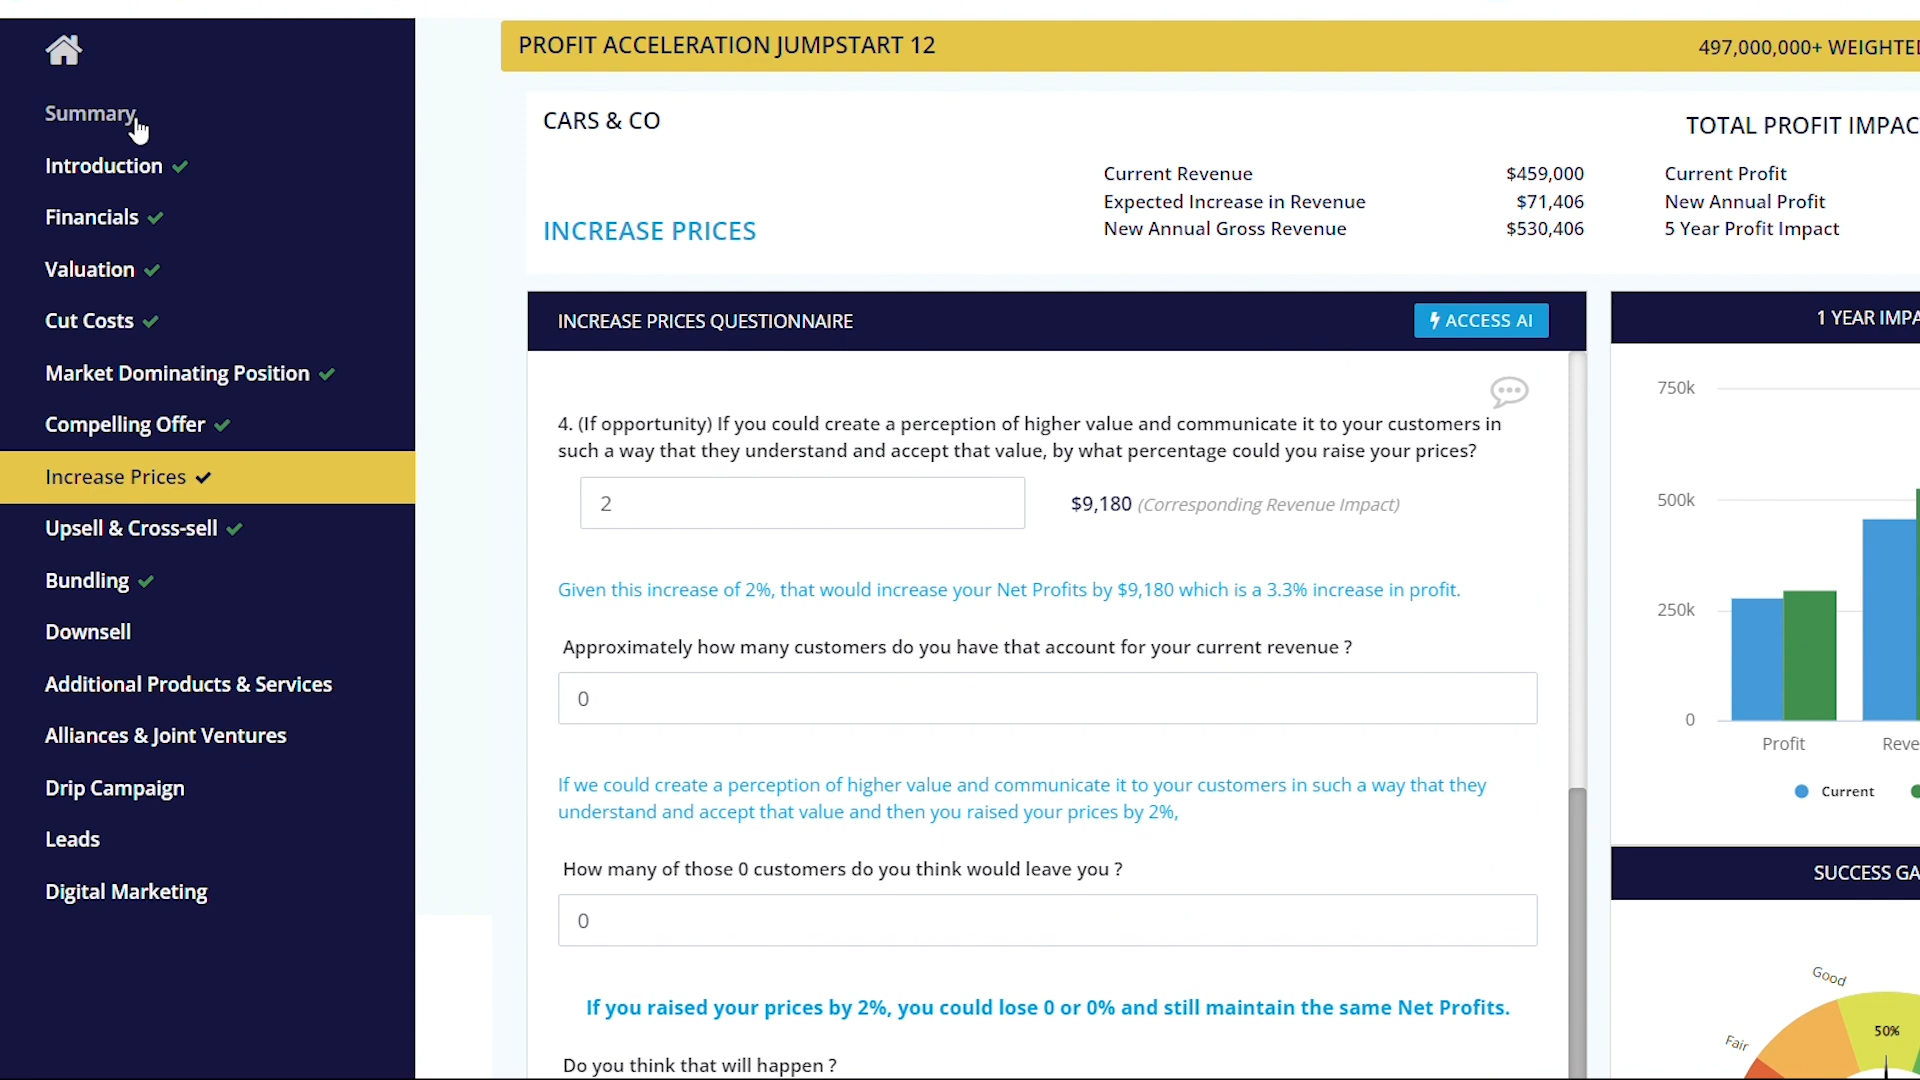 Summary
Introduction
Financials
Valuation
Cut Costs
Market Dominating Position
Compelling Offer
Increase Prices
Upsell & Cross-sell
Bundling
Downsell
Additional Products & Services
Alliances & Joint Ventures
Drip Campaign
Leads
Digital Marketing
PROFIT ACCELERATION JUMPSTART 12
497,000,000+ WEIGHTED
CARS & CO
INCREASE PRICES
Current Revenue $459,000
Expected Increase in Revenue $71,406
New Annual Gross Revenue $530,406
TOTAL PROFIT IMPAC
Current Profit
New Annual Profit
5 Year Profit Impact
INCREASE PRICES QUESTIONNAIRE
ACCESS AI
4. (If opportunity) If you could create a perception of higher value and communicate it to your customers in
such a way that they understand and accept that value, by what percentage could you raise your prices?
2
$9,180 (Corresponding Revenue Impact)
Given this increase of 2%, that would increase your Net Profits by $9,180 which is a 3.3% increase in profit.
Approximately how many customers do you have that account for your current revenue ?
0
If we could create a perception of higher value and communicate it to your customers in such a way that they
understand and accept that value and then you raised your prices by 2%,
How many of those 0 customers do you think would leave you ?
0
If you raised your prices by 2%, you could lose 0 or 0% and still maintain the same Net Profits.
Do you think that will happen ?
1 YEAR IMPA
750k
500k
250k
0
Profit
Reve
Current
SUCCESS GA
Good
Fair
50%